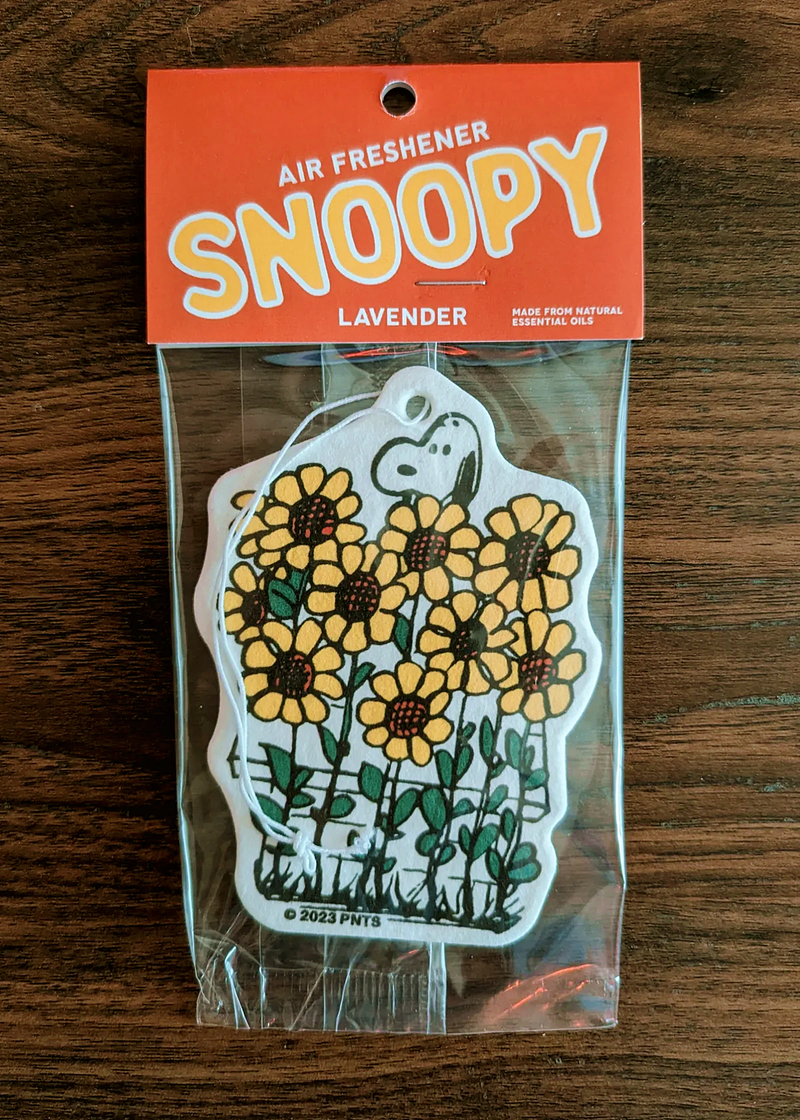 AIR FRESHENER
SNOOPY
LAVENDER
MADE FROM NATURAL
ESSENTIAL OILS
© 2023 PNTS